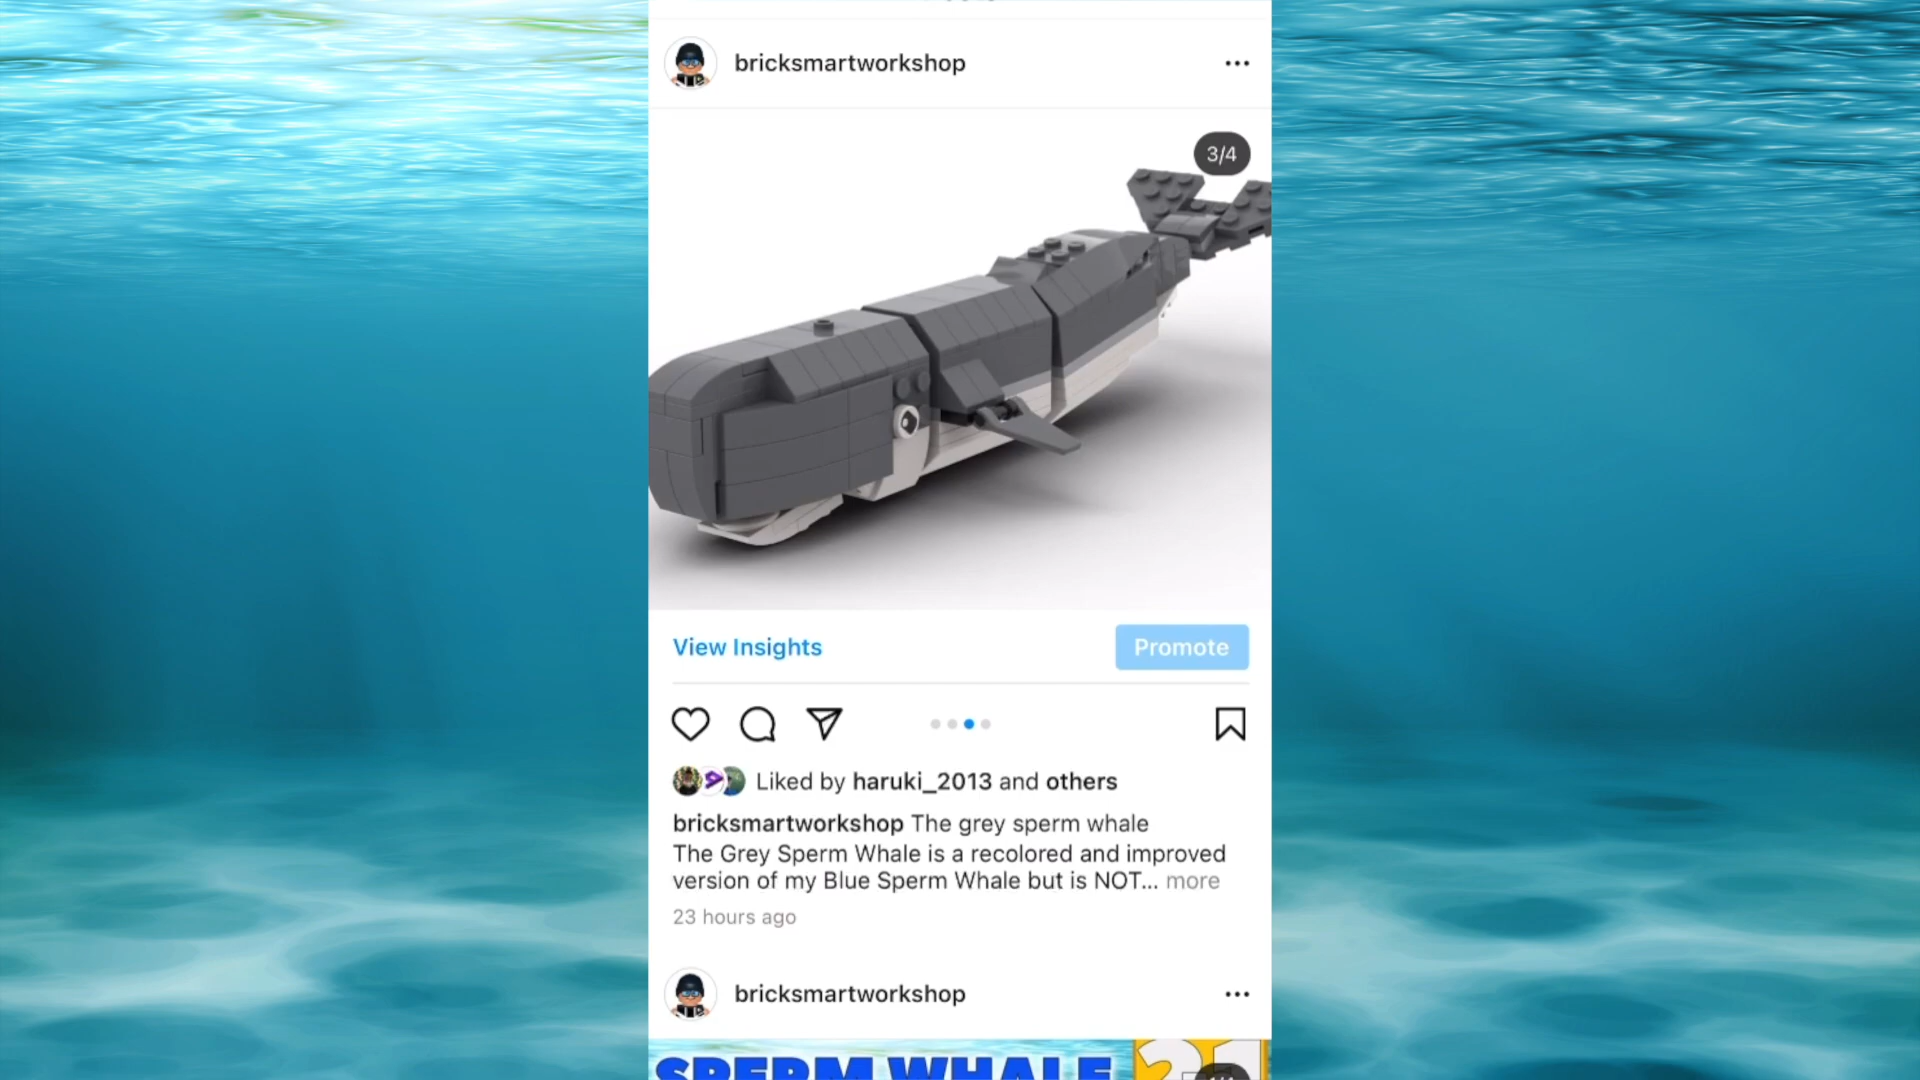 bricksmartworkshop
3/4
View Insights
Promote
Liked by haruki_2013 and others
bricksmartworkshop The grey sperm whale
The Grey Sperm Whale is a recolored and improved
version of my Blue Sperm Whale but is NOT... more
23 hours ago
bricksmartworkshop
SPERM WHALE